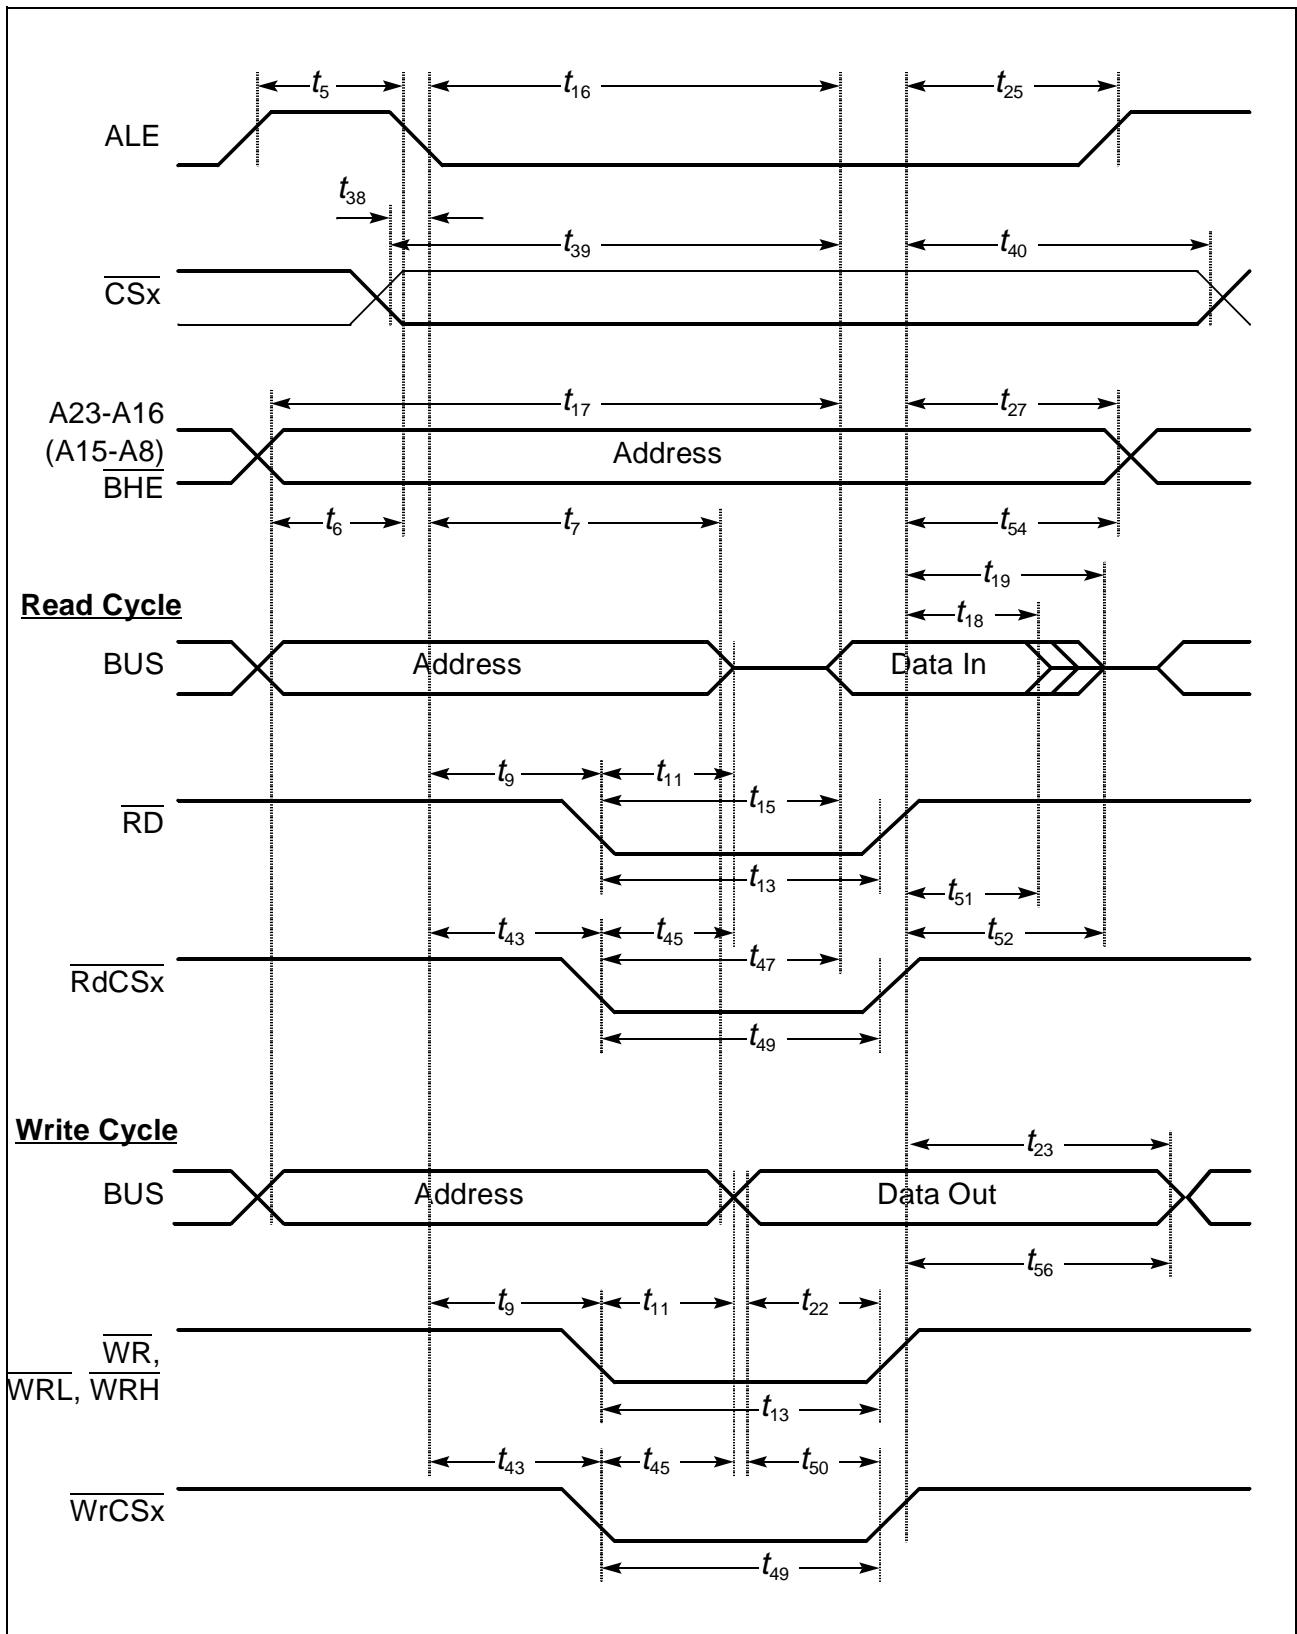 t5 t16 t25
ALE
t38
t39 t40
CSx
A23-A16 t17 t27
(A15-A8) Address
BHE
t6 t7 t54
t19
Read Cycle t18
BUS Address Data In
t9 t11
t15
RD
t13
t51
t43 t45 t52
t47
RdCSx
t49
Write Cycle
t23
BUS Address Data Out
t56
t9 t11 t22
WR,
WRL, WRH
t13
t43 t45 t50
WrCSx
t49